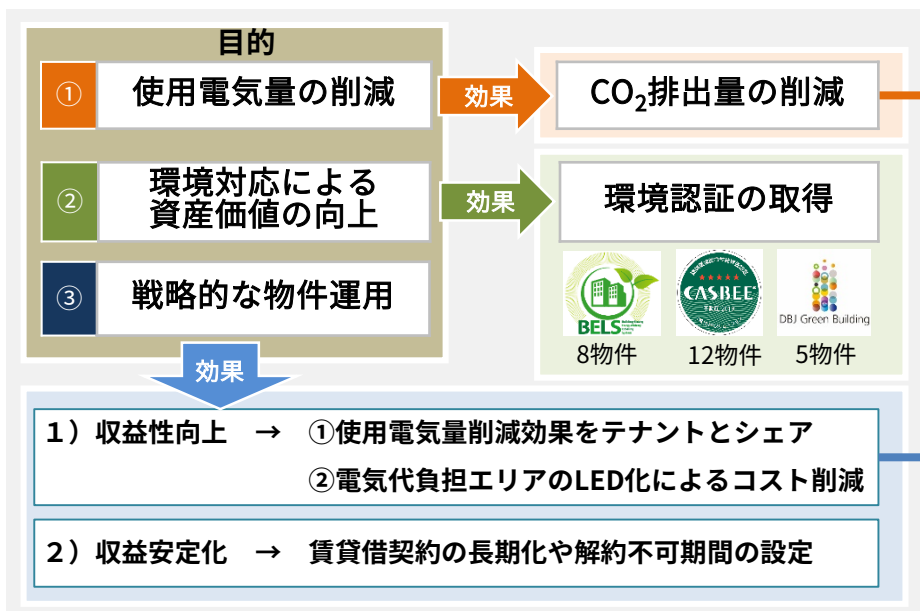 目的
① 使用電気量の削減
効果
CO₂排出量の削減
② 環境対応による
資産価値の向上
効果
環境認証の取得
③ 戦略的な物件運用
BELS
CASBEE
DBJ Green Building
8物件
12物件
5物件
効果
1）収益性向上 → ①使用電気量削減効果をテナントとシェア
②電気代負担エリアのLED化によるコスト削減
2）収益安定化 → 賃貸借契約の長期化や解約不可期間の設定